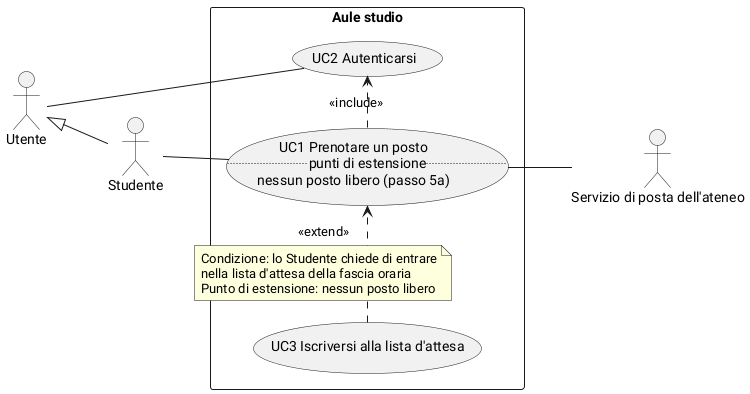 Aule studio
UC2 Autenticarsi
Utente
«include»
Studente
UC1 Prenotare un posto
punti di estensione
nessun posto libero (passo 5a)
Servizio di posta dell'ateneo
«extend»
Condizione: lo Studente chiede di entrare
nella lista d'attesa della fascia oraria
Punto di estensione: nessun posto libero
UC3 Iscriversi alla lista d'attesa